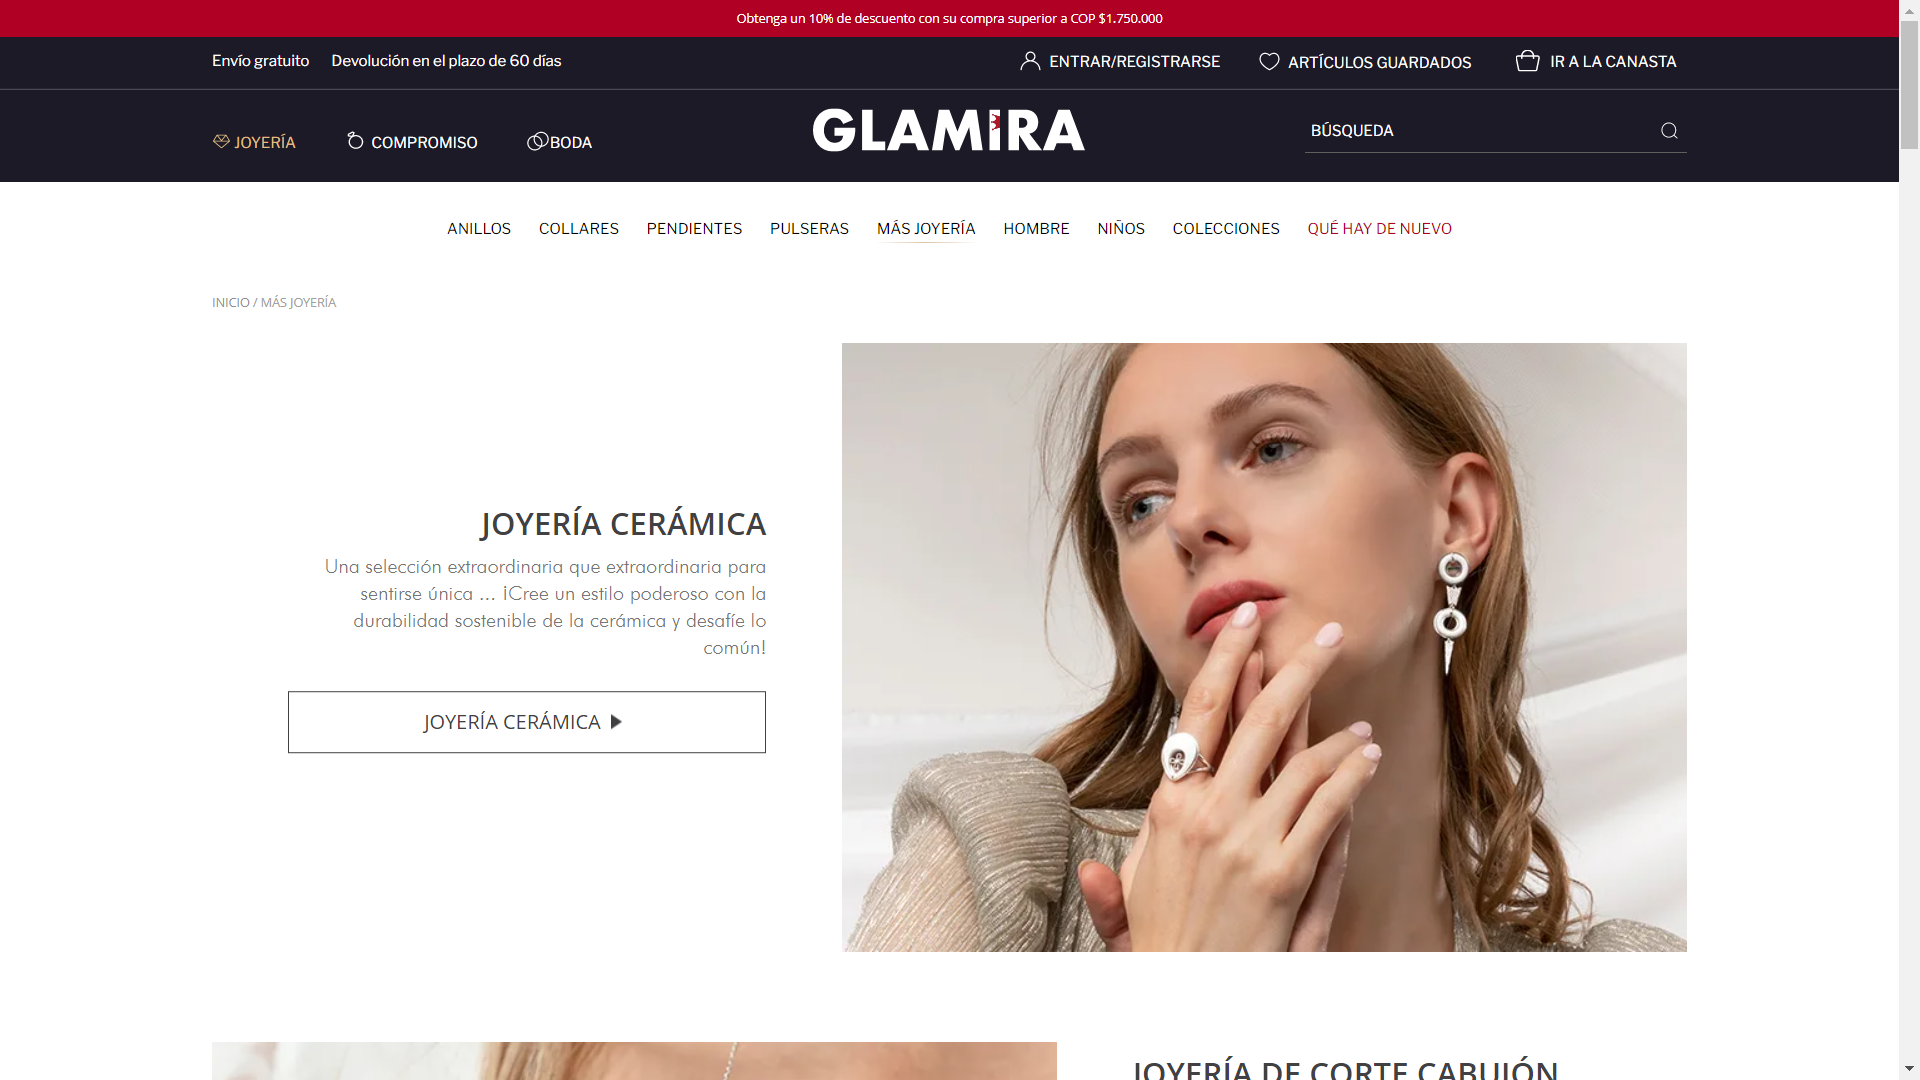 Obtenga un 10% de descuento con su compra superior a COP $1.750.000
Envío gratuito
Devolución en el plazo de 60 días
ENTRAR/REGISTRARSE
ARTÍCULOS GUARDADOS
IR A LA CANASTA
JOYERÍA
COMPROMISO
BODA
GLAMIRA
BÚSQUEDA
ANILLOS
COLLARES
PENDIENTES
PULSERAS
MÁS JOYERÍA
HOMBRE
NIÑOS
COLECCIONES
QUÉ HAY DE NUEVO
INICIO / MÁS JOYERÍA
JOYERÍA CERÁMICA
Una selección extraordinaria que extraordinaria para
sentirse única ... ¡Cree un estilo poderoso con la
durabilidad sostenible de la cerámica y desafíe lo
común!
JOYERÍA CERÁMICA
JOYERÍA DE CORTE CABUJÓN